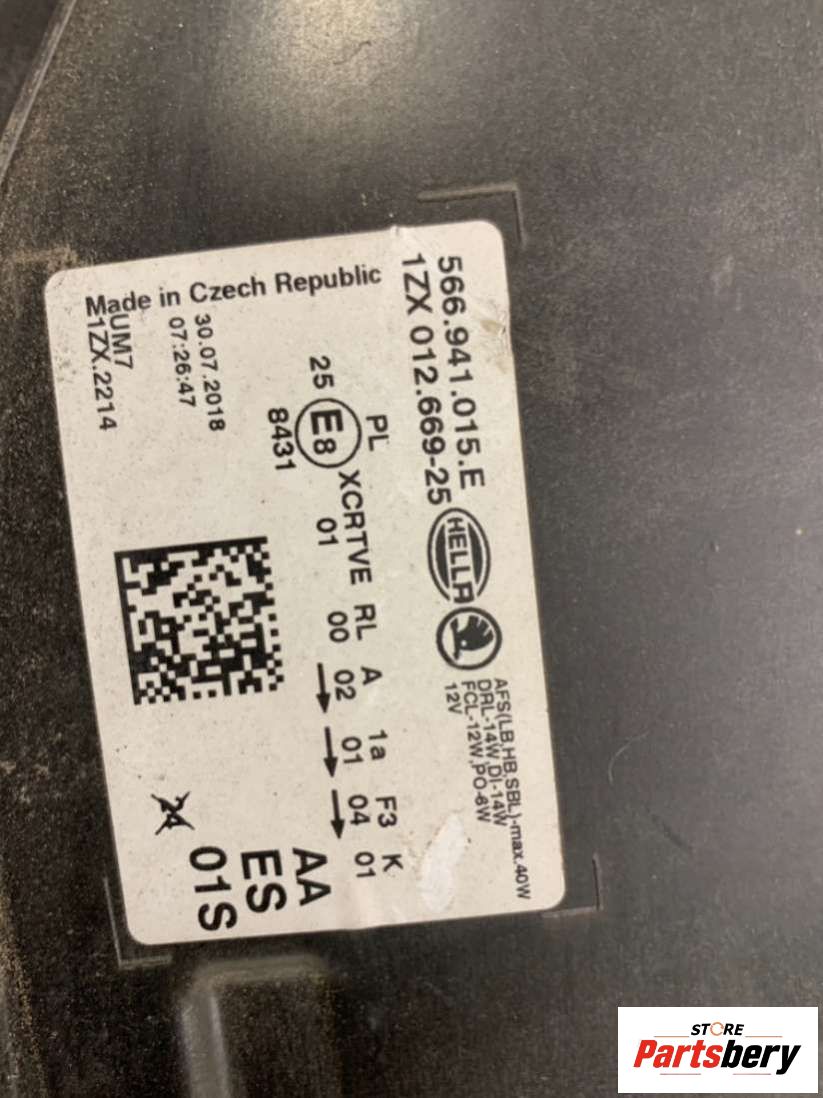 566.941.015.E
1ZX 012.669-25
HELLA
AFS(LB,HB,SBL)-max.40W
DRL-14W,DI-14W
FCL-12W,PO-6W
12V
PL XCRTVE RL A 1a F3 K
01 00 02 01 04 01
25 E8
8431
AA
ES
01S
24
Made in Czech Republic
30.07.2018
07:26:47
UM7
1ZX.2214
STORE
Partsbery